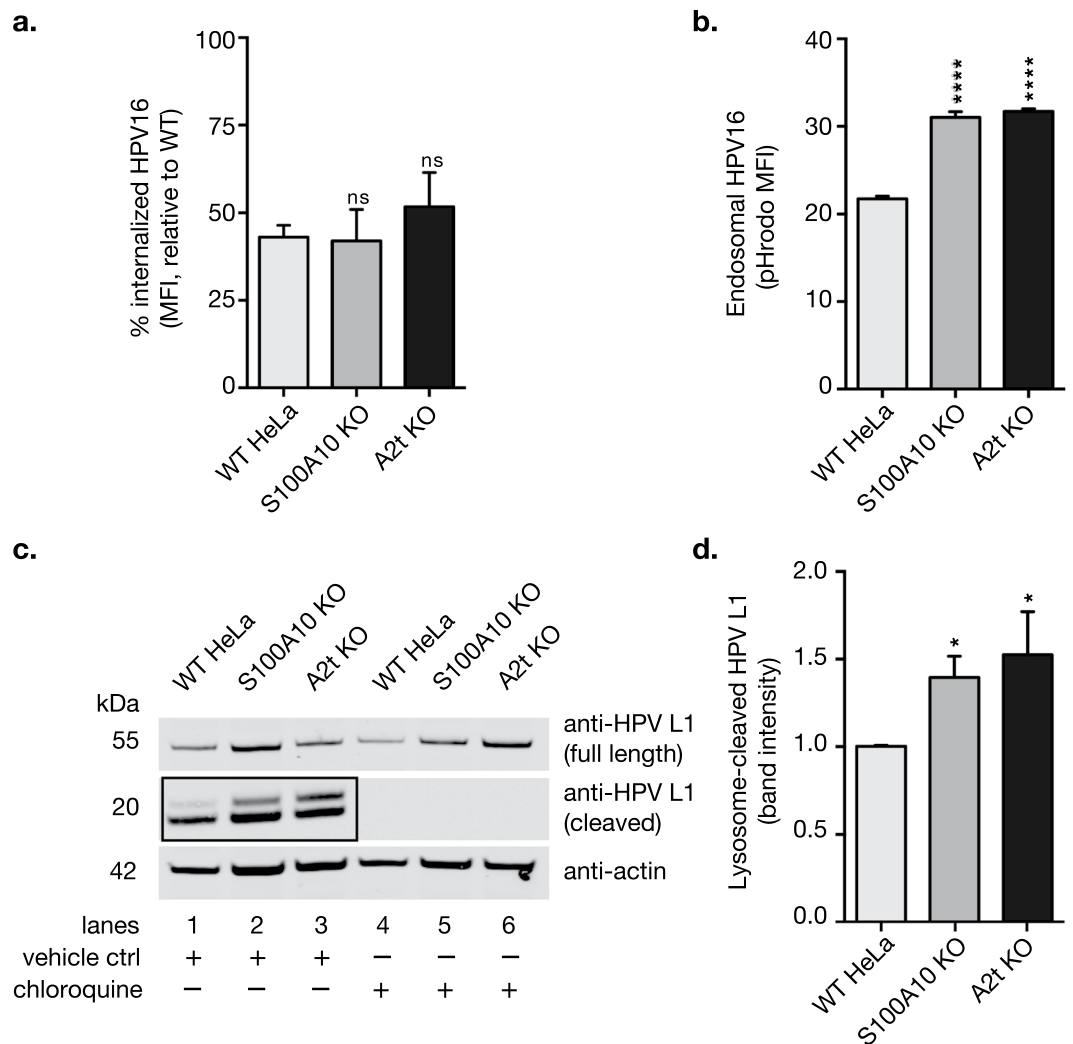 a.
% internalized HPV16
(MFI, relative to WT)
100
75
50
25
0
ns
ns
WT HeLa
S100A10 KO
A2t KO
b.
Endosomal HPV16
(pHrodo MFI)
40
30
20
10
0
****
****
WT HeLa
S100A10 KO
A2t KO
c.
WT HeLa
S100A10 KO
A2t KO
WT HeLa
S100A10 KO
A2t KO
kDa
55
anti-HPV L1
(full length)
20
anti-HPV L1
(cleaved)
42
anti-actin
lanes 1 2 3 4 5 6
vehicle ctrl + + + − − −
chloroquine − − − + + +
d.
Lysosome-cleaved HPV L1
(band intensity)
2.0
1.5
1.0
0.5
0.0
*
*
WT HeLa
S100A10 KO
A2t KO